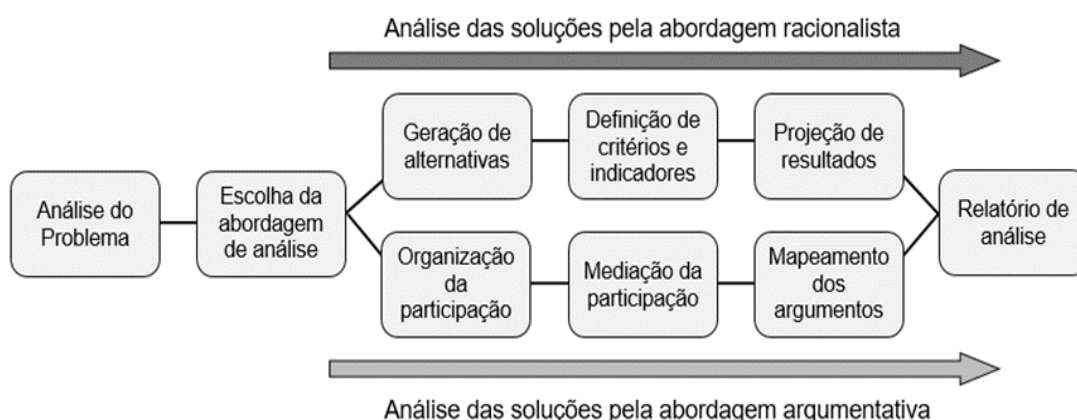 Análise das soluções pela abordagem racionalista
Geração de
alternativas
Definição de
critérios e
indicadores
Projeção de
resultados
Análise do
Problema
Escolha da
abordagem
de análise
Relatório de
análise
Organização
da
participação
Mediação da
participação
Mapeamento
dos
argumentos
Análise das soluções pela abordagem argumentativa